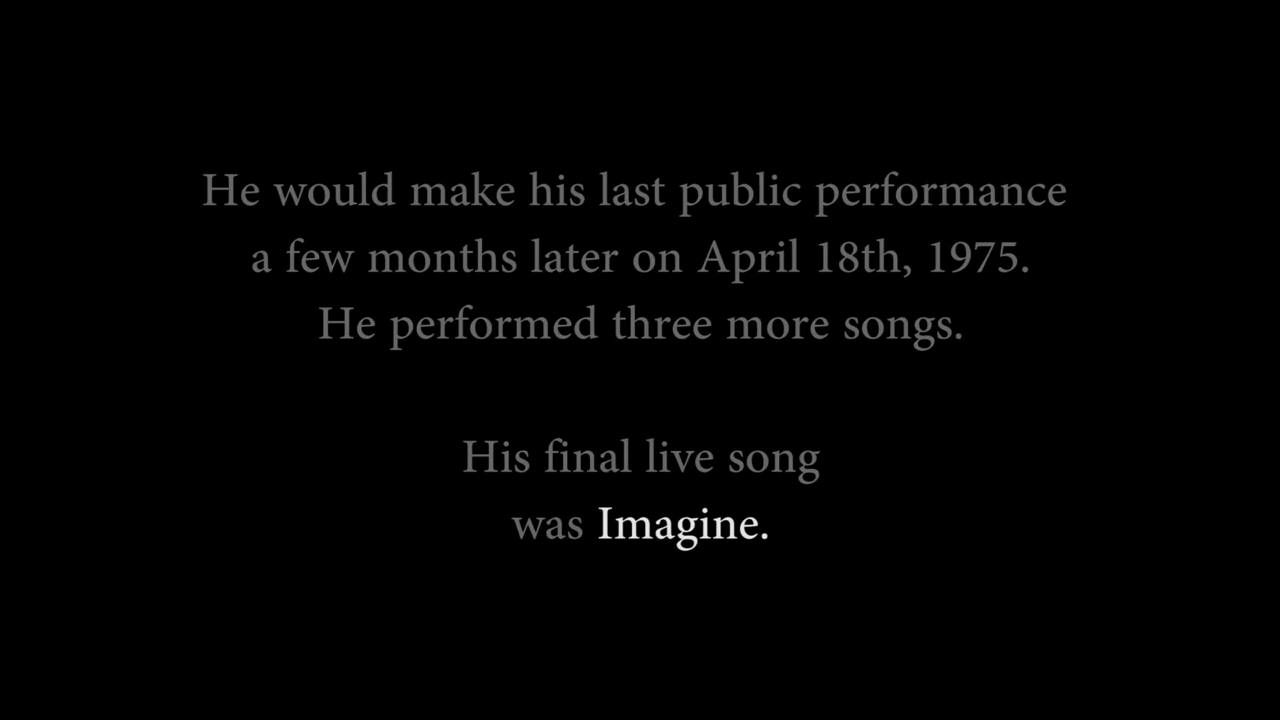 He would make his last public performance
a few months later on April 18th, 1975.
He performed three more songs.
His final live song
was Imagine.